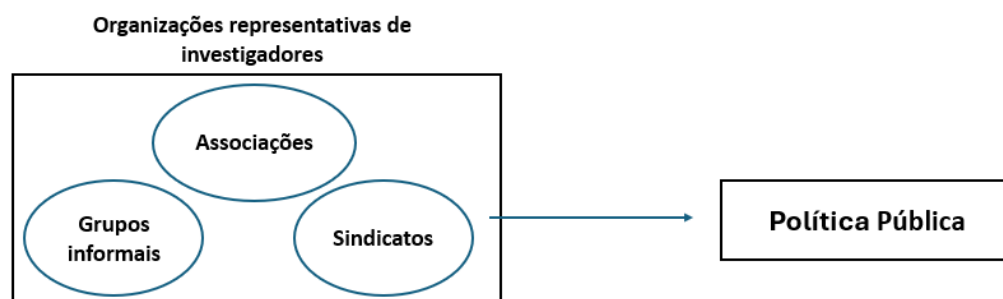 Organizações representativas de
investigadores
Associações
Grupos
informais
Sindicatos
Política Pública